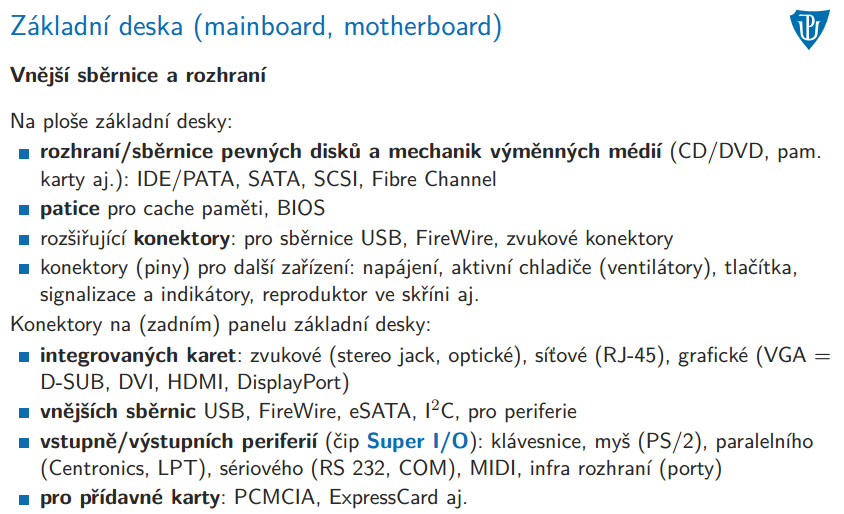 Základní deska (mainboard, motherboard)
Vnější sběrnice a rozhraní
Na ploše základní desky:
rozhraní/sběrnice pevných disků a mechanik výměnných médií (CD/DVD, pam.
karty aj.): IDE/PATA, SATA, SCSI, Fibre Channel
patice pro cache paměti, BIOS
rozšiřující konektory: pro sběrnice USB, FireWire, zvukové konektory
konektory (piny) pro další zařízení: napájení, aktivní chladiče (ventilátory), tlačítka,
signalizace a indikátory, reproduktor ve skříni aj.
Konektory na (zadním) panelu základní desky:
integrovaných karet: zvukové (stereo jack, optické), síťové (RJ-45), grafické (VGA =
D-SUB, DVI, HDMI, DisplayPort)
vnějších sběrnic USB, FireWire, eSATA, I²C, pro periferie
vstupně/výstupních periferií (čip Super I/O): klávesnice, myš (PS/2), paralelního
(Centronics, LPT), sériového (RS 232, COM), MIDI, infra rozhraní (porty)
pro přídavné karty: PCMCIA, ExpressCard aj.